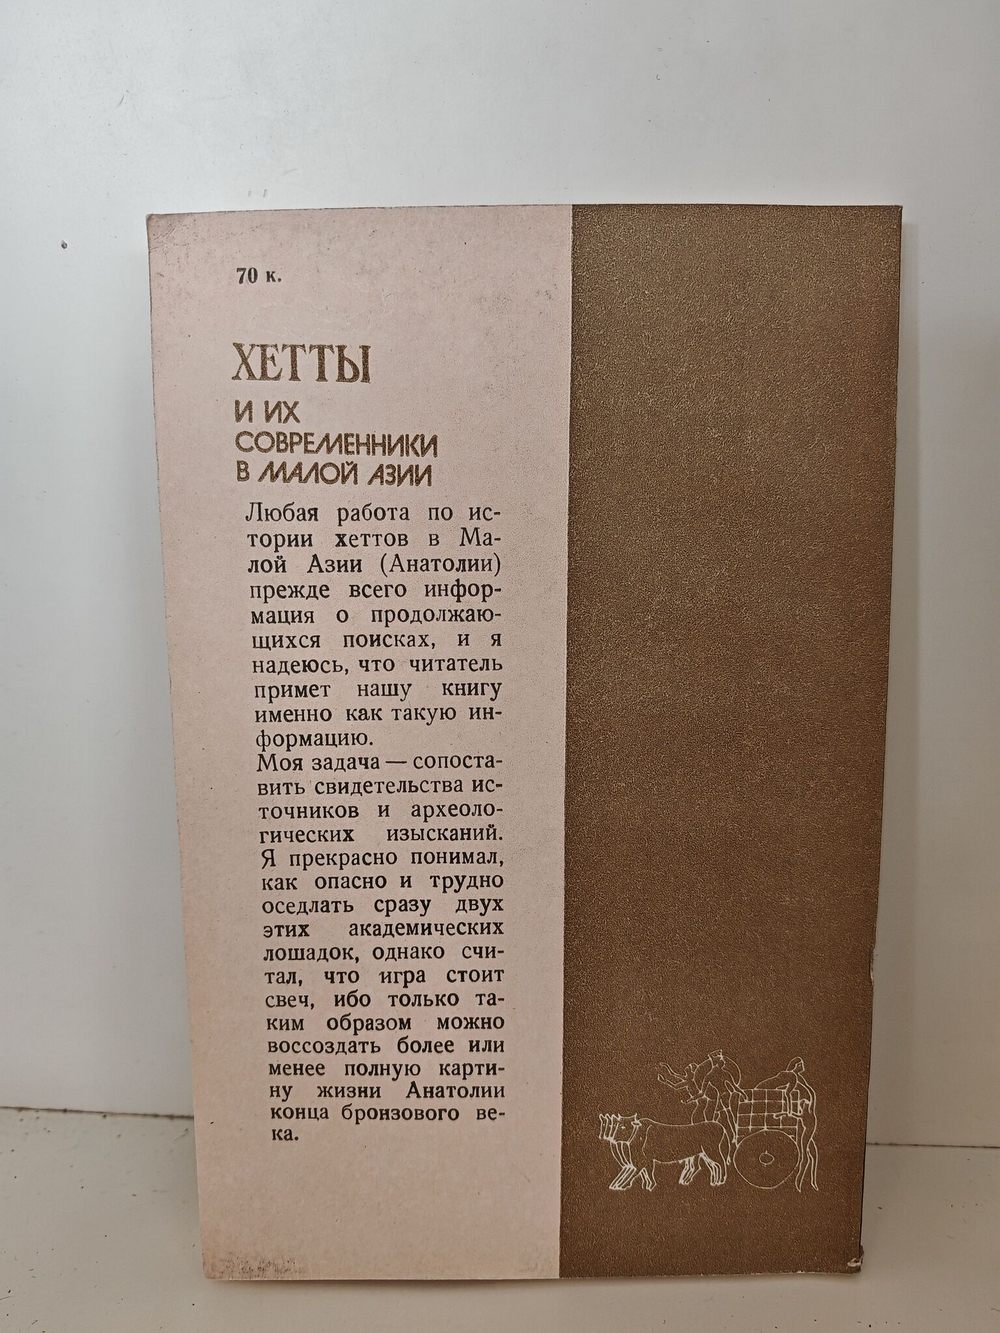 70 к.
ХЕТТЫ
И ИХ
СОВРЕМЕННИКИ
В МАЛОЙ АЗИИ
Любая работа по ис-
тории хеттов в Ма-
лой Азии (Анатолии)
прежде всего инфор-
мация о продолжаю-
щихся поисках, и я
надеюсь, что читатель
примет нашу книгу
именно как такую ин-
формацию.
Моя задача — сопоста-
вить свидетельства ис-
точников и археоло-
гических изысканий.
Я прекрасно понимал,
как опасно и трудно
оседлать сразу двух
этих академических
лошадок, однако счи-
тал, что игра стоит
свеч, ибо только та-
ким образом можно
воссоздать более или
менее полную карти-
ну жизни Анатолии
конца бронзового ве-
ка.